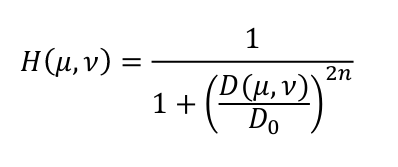 H(μ,ν) = 1 / (1 + (D(μ,ν)/D₀)²ⁿ)